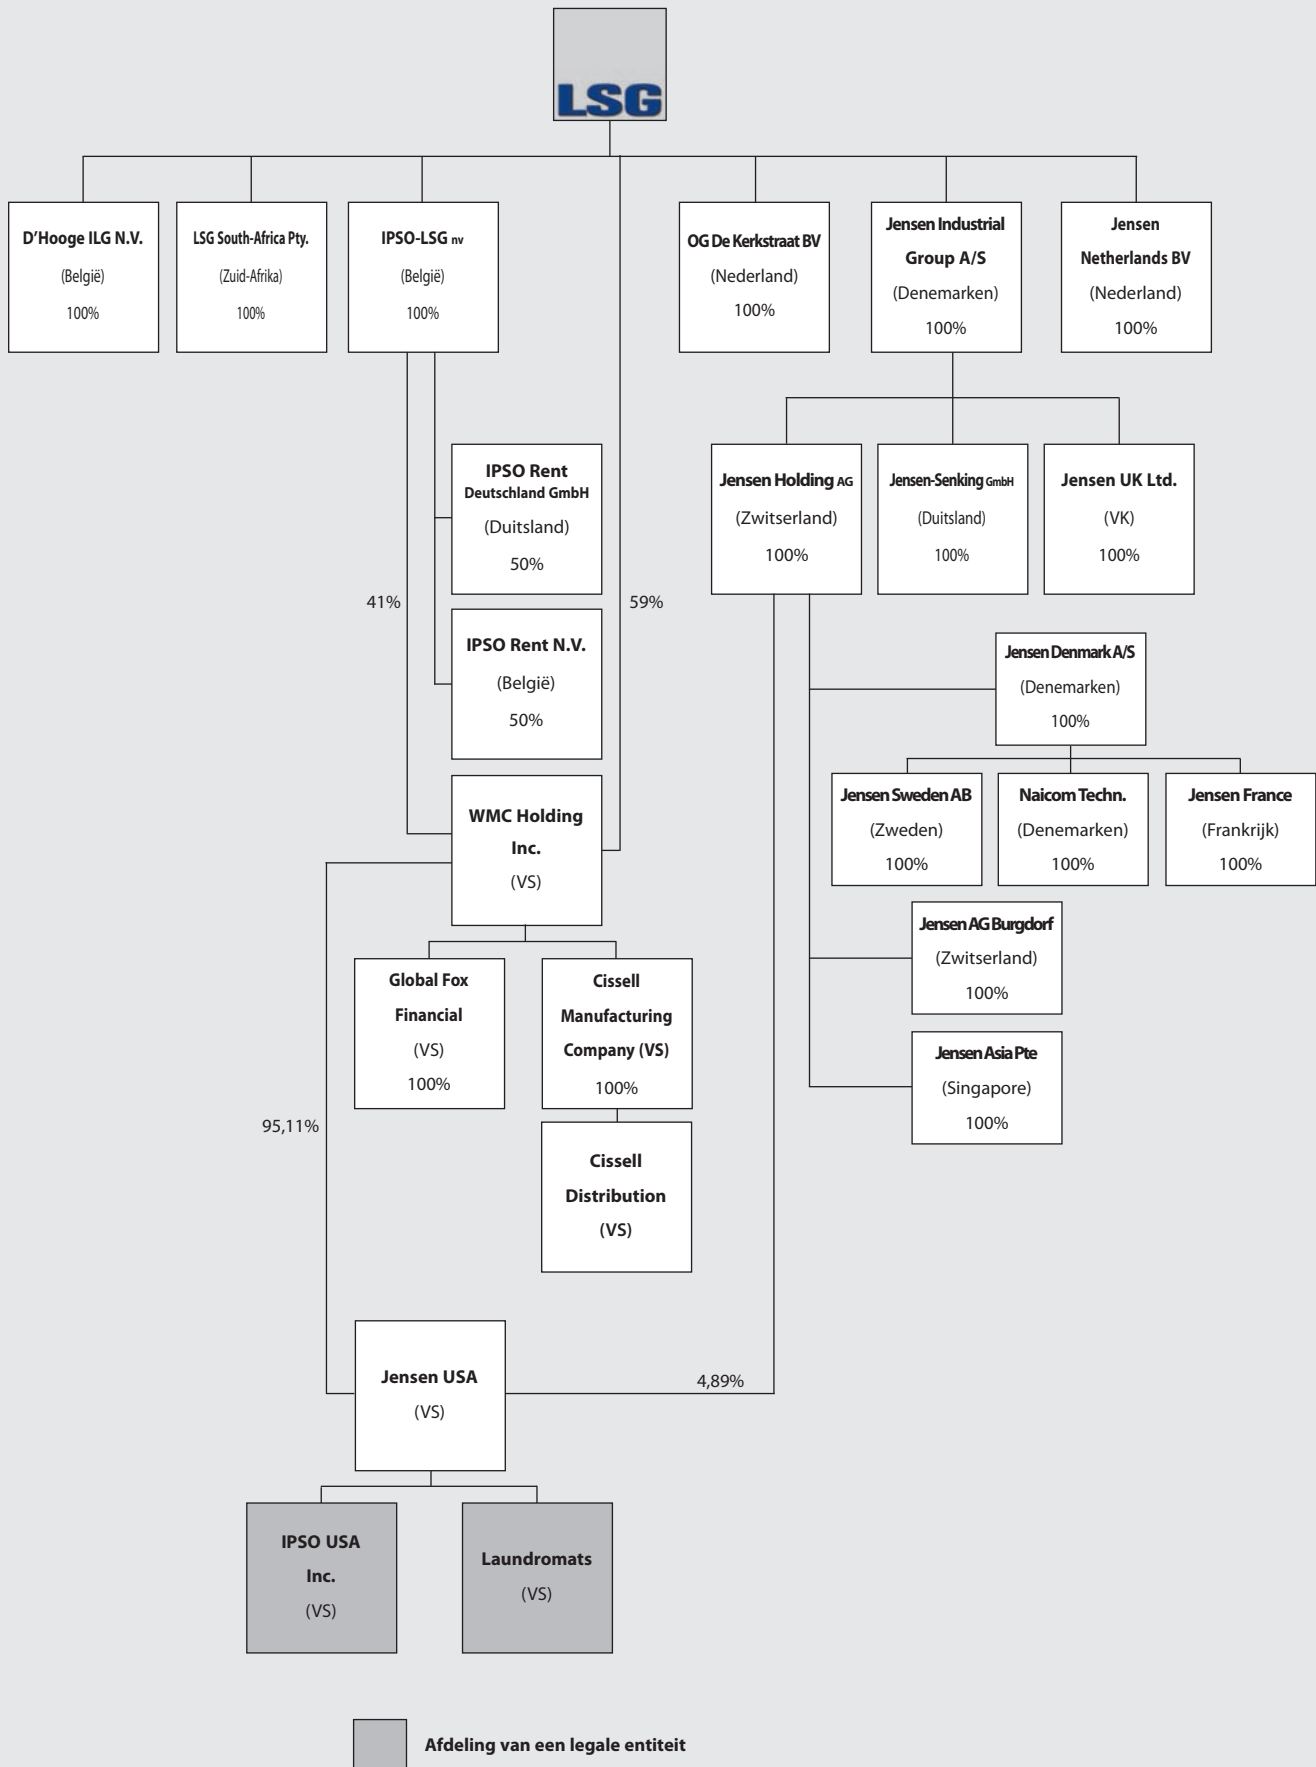 LSG
D'Hooge ILG N.V.
(België)
100%
LSG South-Africa Pty.
(Zuid-Afrika)
100%
IPSO-LSG nv
(België)
100%
OG De Kerkstraat BV
(Nederland)
100%
Jensen Industrial
Group A/S
(Denemarken)
100%
Jensen
Netherlands BV
(Nederland)
100%
IPSO Rent
Deutschland GmbH
(Duitsland)
50%
Jensen Holding AG
(Zwitserland)
100%
Jensen-Senking GmbH
(Duitsland)
100%
Jensen UK Ltd.
(VK)
100%
41%
59%
IPSO Rent N.V.
(België)
50%
Jensen Denmark A/S
(Denemarken)
100%
WMC Holding
Inc.
(VS)
Jensen Sweden AB
(Zweden)
100%
Naicom Techn.
(Denemarken)
100%
Jensen France
(Frankrijk)
100%
Jensen AG Burgdorf
(Zwitserland)
100%
Global Fox
Financial
(VS)
100%
Cissell
Manufacturing
Company (VS)
100%
Jensen Asia Pte
(Singapore)
100%
95,11%
Cissell
Distribution
(VS)
Jensen USA
(VS)
4,89%
IPSO USA
Inc.
(VS)
Laundromats
(VS)
Afdeling van een legale entiteit